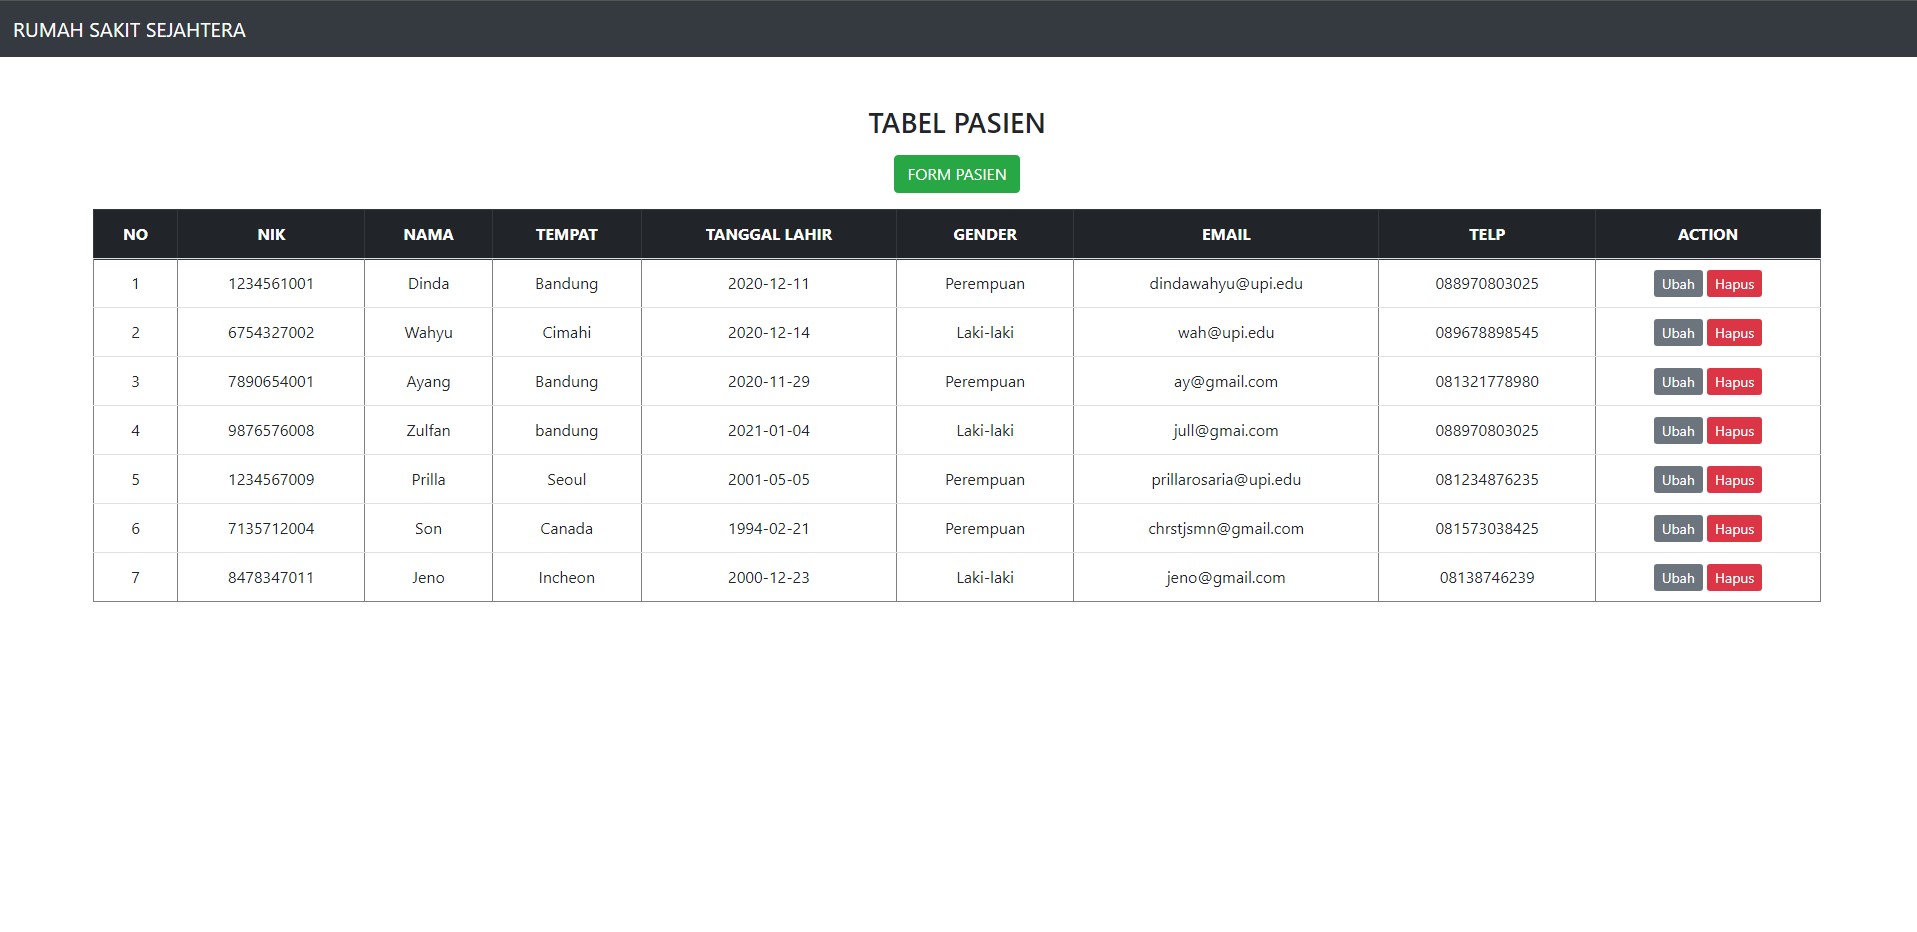 RUMAH SAKIT SEJAHTERA
TABEL PASIEN
FORM PASIEN
NO NIK NAMA TEMPAT TANGGAL LAHIR GENDER EMAIL TELP ACTION
1 1234561001 Dinda Bandung 2020-12-11 Perempuan dindawahyu@upi.edu 088970803025 Ubah Hapus
2 6754327002 Wahyu Cimahi 2020-12-14 Laki-laki wah@upi.edu 089678898545 Ubah Hapus
3 7890654001 Ayang Bandung 2020-11-29 Perempuan ay@gmail.com 081321778980 Ubah Hapus
4 9876576008 Zulfan bandung 2021-01-04 Laki-laki jull@gmai.com 088970803025 Ubah Hapus
5 1234567009 Prilla Seoul 2001-05-05 Perempuan prillarosaria@upi.edu 081234876235 Ubah Hapus
6 7135712004 Son Canada 1994-02-21 Perempuan chrstjsmn@gmail.com 081573038425 Ubah Hapus
7 8478347011 Jeno Incheon 2000-12-23 Laki-laki jeno@gmail.com 08138746239 Ubah Hapus